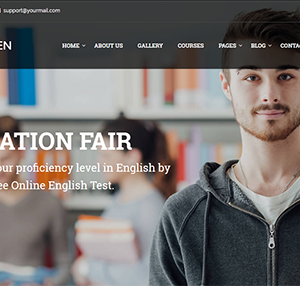 support@yourmail.com
EN HOME ABOUT US GALLERY COURSES PAGES BLOG CONTA
ATION FAIR
our proficiency level in English by
ee Online English Test.